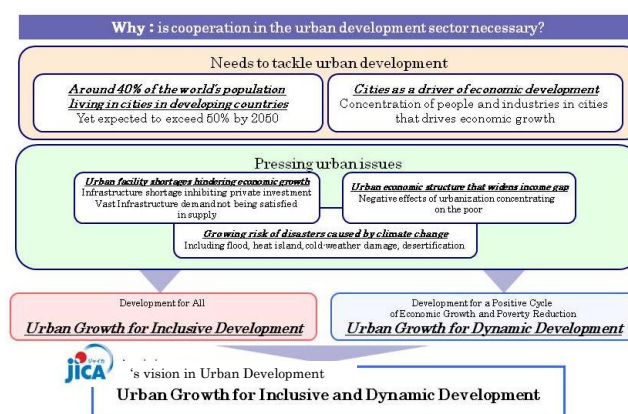 Why : is cooperation in the urban development sector necessary?
Needs to tackle urban development
Around 40% of the world's population
living in cities in developing countries
Yet expected to exceed 50% by 2050
Cities as a driver of economic development
Concentration of people and industries in cities
that drives economic growth
Pressing urban issues
Urban facility shortages hindering economic growth
Infrastructure shortage inhibiting private investment
Vast Infrastructure demand not being satisfied
in supply
Urban economic structure that widens income gap
Negative effects of urbanization concentrating
on the poor
Growing risk of disasters caused by climate change
Including flood, heat island, cold-weather damage, desertification
Development for All
Urban Growth for Inclusive Development
Development for a Positive Cycle
of Economic Growth and Poverty Reduction
Urban Growth for Dynamic Development
ジャイカ
JICA
's vision in Urban Development
Urban Growth for Inclusive and Dynamic Development